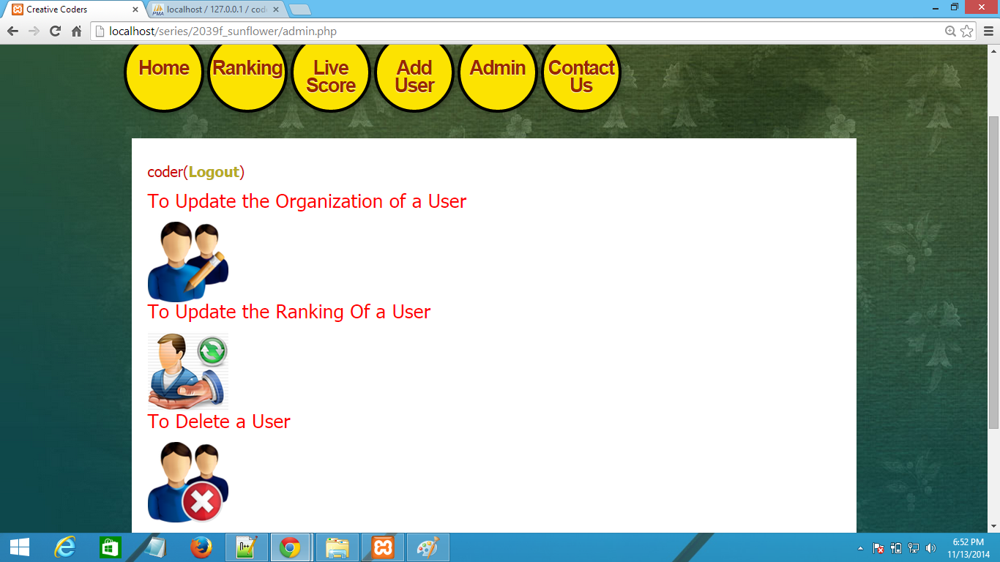 Creative Coders
PMA
localhost / 127.0.0.1 / cod
localhost/series/2039f_sunflower/admin.php
Home
Ranking
Live
Score
Add
User
Admin
Contact
Us
coder(Logout)
To Update the Organization of a User
To Update the Ranking Of a User
To Delete a User
6:52 PM
11/13/2014